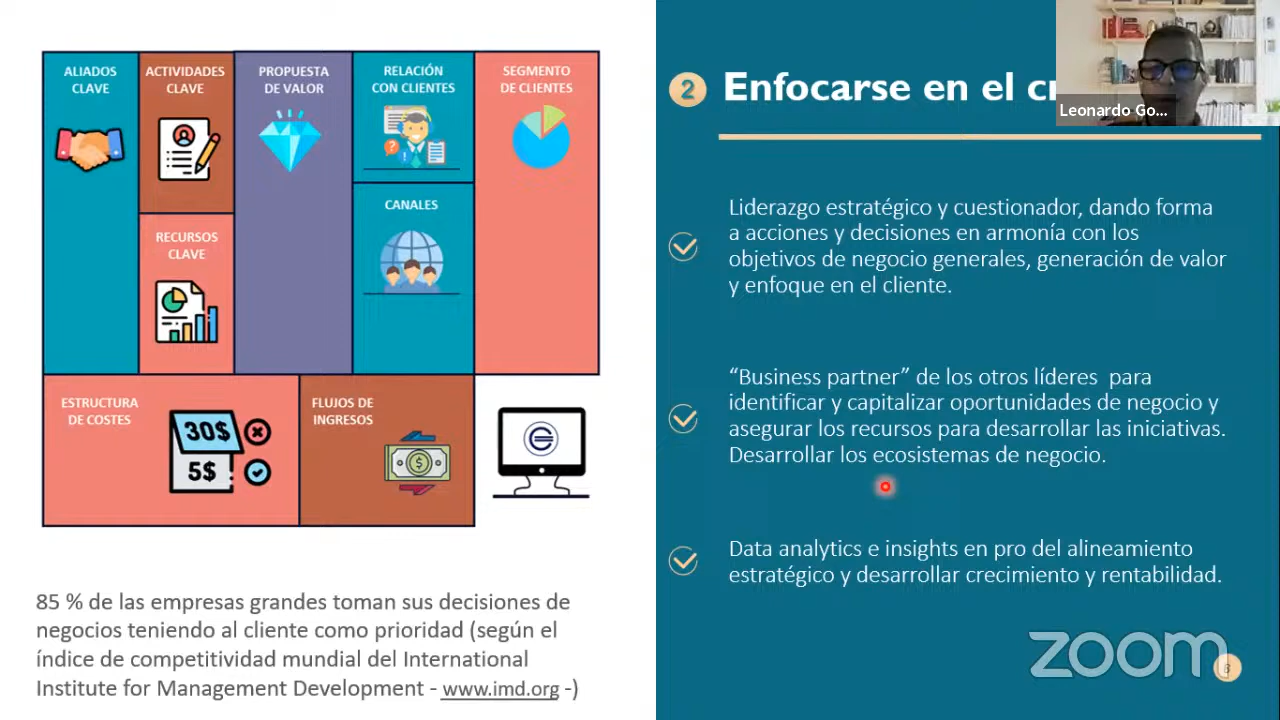 ALIADOS
CLAVE
ACTIVIDADES
CLAVE
PROPUESTA
DE VALOR
RELACIÓN
CON CLIENTES
SEGMENTO
DE CLIENTES
CANALES
RECURSOS
CLAVE
ESTRUCTURA
DE COSTES
30$
5$
FLUJOS DE
INGRESOS
85 % de las empresas grandes toman sus decisiones de
negocios teniendo al cliente como prioridad (según el
índice de competitividad mundial del International
Institute for Management Development - www.imd.org -)
2 Enfocarse en el
Leonardo Go...
Liderazgo estratégico y cuestionador, dando forma
a acciones y decisiones en armonía con los
objetivos de negocio generales, generación de valor
y enfoque en el cliente.
“Business partner” de los otros líderes para
identificar y capitalizar oportunidades de negocio y
asegurar los recursos para desarrollar las iniciativas.
Desarrollar los ecosistemas de negocio.
Data analytics e insights en pro del alineamiento
estratégico y desarrollar crecimiento y rentabilidad.
zoom